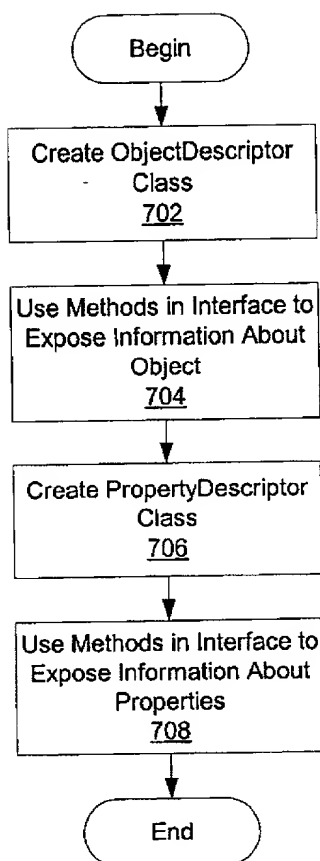 Begin
Create ObjectDescriptor
Class
702
Use Methods in Interface to
Expose Information About
Object
704
Create PropertyDescriptor
Class
706
Use Methods in Interface to
Expose Information About
Properties
708
End